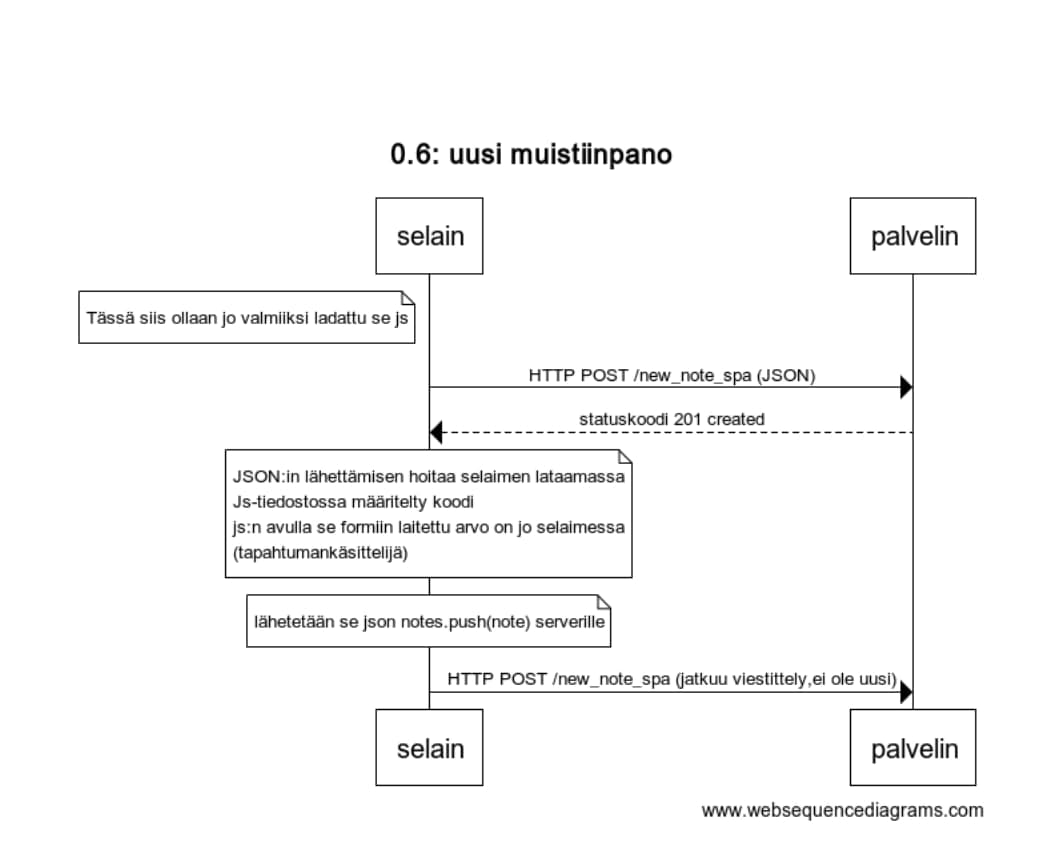 0.6: uusi muistiinpano
selain
palvelin
Tässä siis ollaan jo valmiiksi ladattu se js
HTTP POST /new_note_spa (JSON)
statuskoodi 201 created
JSON:in lähettämisen hoitaa selaimen lataamassa
Js-tiedostossa määritelty koodi
js:n avulla se formiin laitettu arvo on jo selaimessa
(tapahtumankäsittelijä)
lähetetään se json notes.push(note) serverille
HTTP POST /new_note_spa (jatkuu viestittely,ei ole uusi)
selain
palvelin
www.websequencediagrams.com